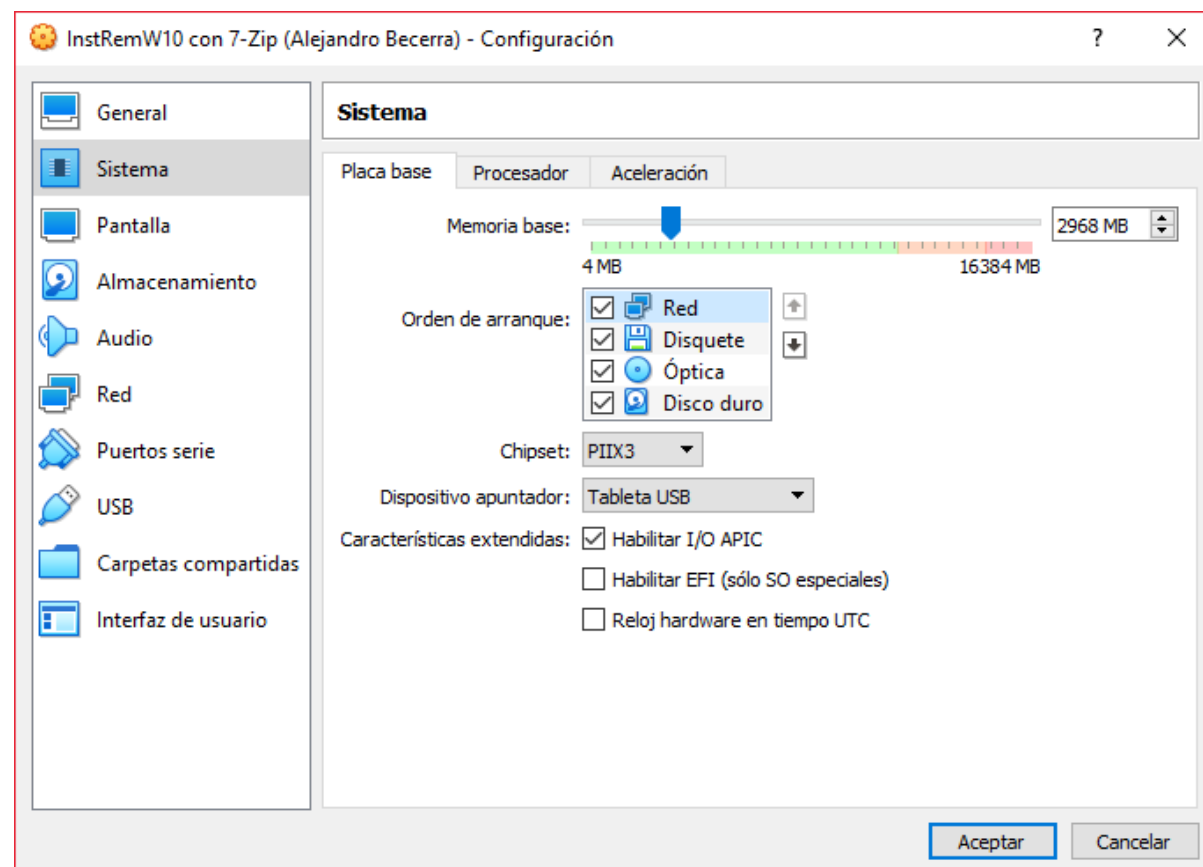 InstRemW10 con 7-Zip (Alejandro Becerra) - Configuración
?
General
Sistema
Pantalla
Almacenamiento
Audio
Red
Puertos serie
USB
Carpetas compartidas
Interfaz de usuario
Sistema
Placa base
Procesador
Aceleración
Memoria base:
2968 MB
4 MB
16384 MB
Orden de arranque:
Red
Disquete
Óptica
Disco duro
Chipset:
PIIX3
Dispositivo apuntador:
Tableta USB
Características extendidas:
Habilitar I/O APIC
Habilitar EFI (sólo SO especiales)
Reloj hardware en tiempo UTC
Aceptar
Cancelar